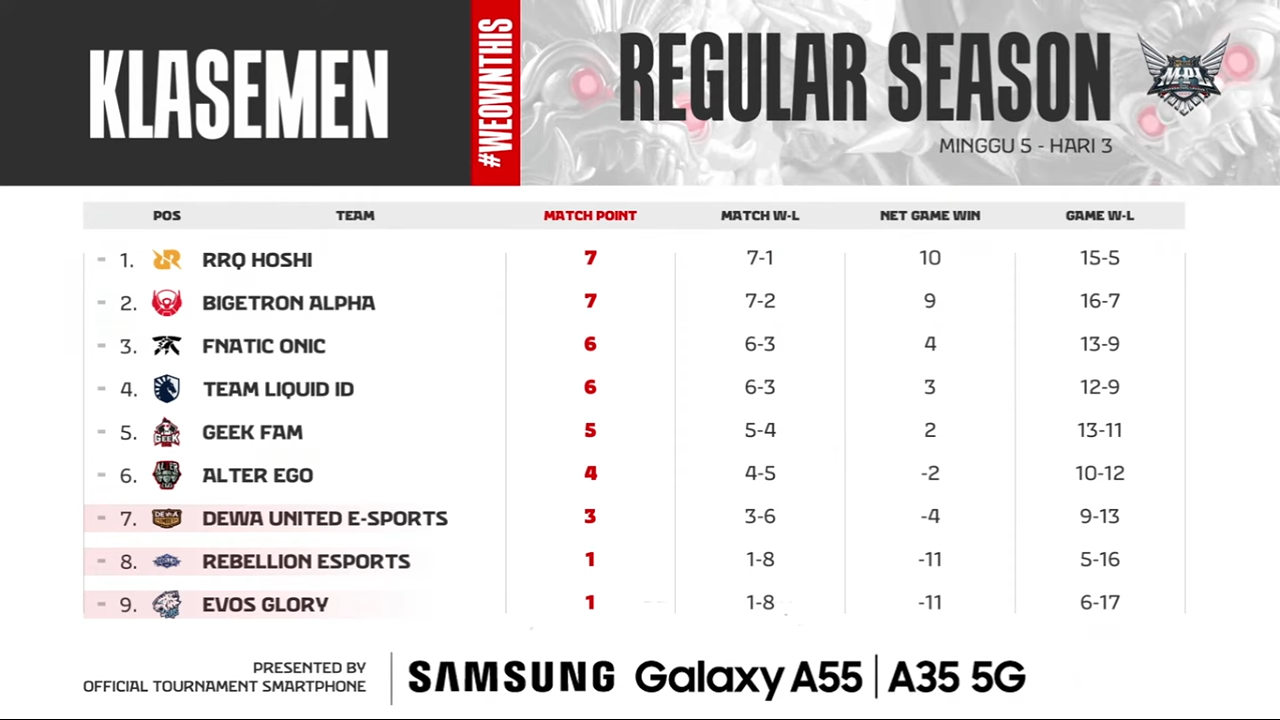 KLASEMEN
#WEOWNTHIS
REGULAR SEASON
MPL
MINGGU 5 - HARI 3
POS TEAM MATCH POINT MATCH W-L NET GAME WIN GAME W-L
- 1. RRQ HOSHI 7 7-1 10 15-5
- 2. BIGETRON ALPHA 7 7-2 9 16-7
- 3. FNATIC ONIC 6 6-3 4 13-9
- 4. TEAM LIQUID ID 6 6-3 3 12-9
- 5. GEEK FAM 5 5-4 2 13-11
- 6. ALTER EGO 4 4-5 -2 10-12
- 7. DEWA UNITED E-SPORTS 3 3-6 -4 9-13
- 8. REBELLION ESPORTS 1 1-8 -11 5-16
- 9. EVOS GLORY 1 1-8 -11 6-17
PRESENTED BY
OFFICIAL TOURNAMENT SMARTPHONE
SAMSUNG Galaxy A55 | A35 5G